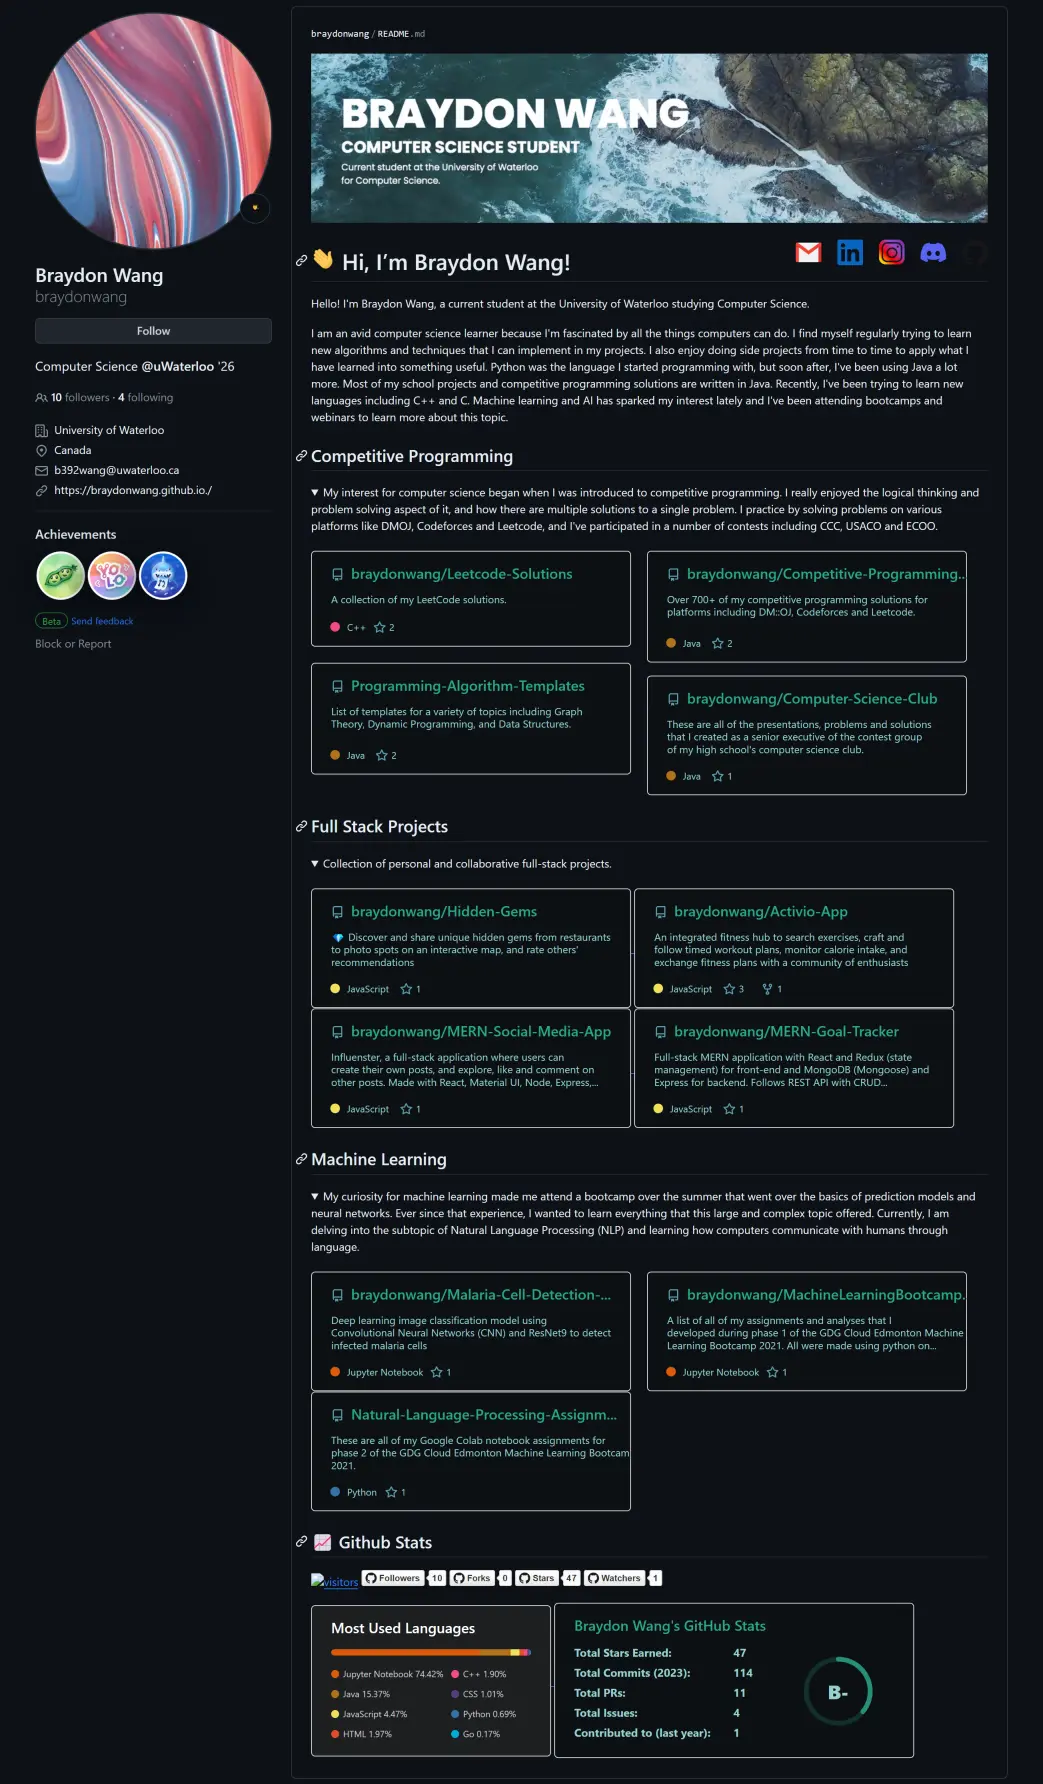 braydonwang / README.md
BRAYDON WANG
COMPUTER SCIENCE STUDENT
Current student at the University of Waterloo
for Computer Science.
Braydon Wang
braydonwang
Follow
Computer Science @uWaterloo '26
10 followers · 4 following
University of Waterloo
Canada
b392wang@uwaterloo.ca
https://braydonwang.github.io./
Achievements
YOLO
Beta Send feedback
Block or Report
👋 Hi, I’m Braydon Wang!
Hello! I'm Braydon Wang, a current student at the University of Waterloo studying Computer Science.
I am an avid computer science learner because I'm fascinated by all the things computers can do. I find myself regularly trying to learn
new algorithms and techniques that I can implement in my projects. I also enjoy doing side projects from time to time to apply what I
have learned into something useful. Python was the language I started programming with, but soon after, I've been using Java a lot
more. Most of my school projects and competitive programming solutions are written in Java. Recently, I've been trying to learn new
languages including C++ and C. Machine learning and AI has sparked my interest lately and I've been attending bootcamps and
webinars to learn more about this topic.
Competitive Programming
▼ My interest for computer science began when I was introduced to competitive programming. I really enjoyed the logical thinking and
problem solving aspect of it, and how there are multiple solutions to a single problem. I practice by solving problems on various
platforms like DMOJ, Codeforces and Leetcode, and I've participated in a number of contests including CCC, USACO and ECOO.
braydonwang/Leetcode-Solutions
A collection of my LeetCode solutions.
C++ 2
braydonwang/Competitive-Programming...
Over 700+ of my competitive programming solutions for
platforms including DM::OJ, Codeforces and Leetcode.
Java 2
Programming-Algorithm-Templates
List of templates for a variety of topics including Graph
Theory, Dynamic Programming, and Data Structures.
Java 2
braydonwang/Computer-Science-Club
These are all of the presentations, problems and solutions
that I created as a senior executive of the contest group
of my high school's computer science club.
Java 1
Full Stack Projects
▼ Collection of personal and collaborative full-stack projects.
braydonwang/Hidden-Gems
💎 Discover and share unique hidden gems from restaurants
to photo spots on an interactive map, and rate others'
recommendations
JavaScript 1
braydonwang/Activio-App
An integrated fitness hub to search exercises, craft and
follow timed workout plans, monitor calorie intake, and
exchange fitness plans with a community of enthusiasts
JavaScript 3 1
braydonwang/MERN-Social-Media-App
Influenster, a full-stack application where users can
create their own posts, and explore, like and comment on
other posts. Made with React, Material UI, Node, Express,...
JavaScript 1
braydonwang/MERN-Goal-Tracker
Full-stack MERN application with React and Redux (state
management) for front-end and MongoDB (Mongoose) and
Express for backend. Follows REST API with CRUD...
JavaScript 1
Machine Learning
▼ My curiosity for machine learning made me attend a bootcamp over the summer that went over the basics of prediction models and
neural networks. Ever since that experience, I wanted to learn everything that this large and complex topic offered. Currently, I am
delving into the subtopic of Natural Language Processing (NLP) and learning how computers communicate with humans through
language.
braydonwang/Malaria-Cell-Detection-...
Deep learning image classification model using
Convolutional Neural Networks (CNN) and ResNet9 to detect
infected malaria cells
Jupyter Notebook 1
braydonwang/MachineLearningBootcamp.
A list of all of my assignments and analyses that I
developed during phase 1 of the GDG Cloud Edmonton Machine
Learning Bootcamp 2021. All were made using python on...
Jupyter Notebook 1
Natural-Language-Processing-Assignm...
These are all of my Google Colab notebook assignments for
phase 2 of the GDG Cloud Edmonton Machine Learning Bootcam
2021.
Python 1
📈 Github Stats
visitors Followers 10 Forks 0 Stars 47 Watchers 1
Most Used Languages
Jupyter Notebook 74.42%
Java 15.37%
JavaScript 4.47%
HTML 1.97%
C++ 1.90%
CSS 1.01%
Python 0.69%
Go 0.17%
Braydon Wang's GitHub Stats
Total Stars Earned: 47
Total Commits (2023): 114
Total PRs: 11
Total Issues: 4
Contributed to (last year): 1
B-